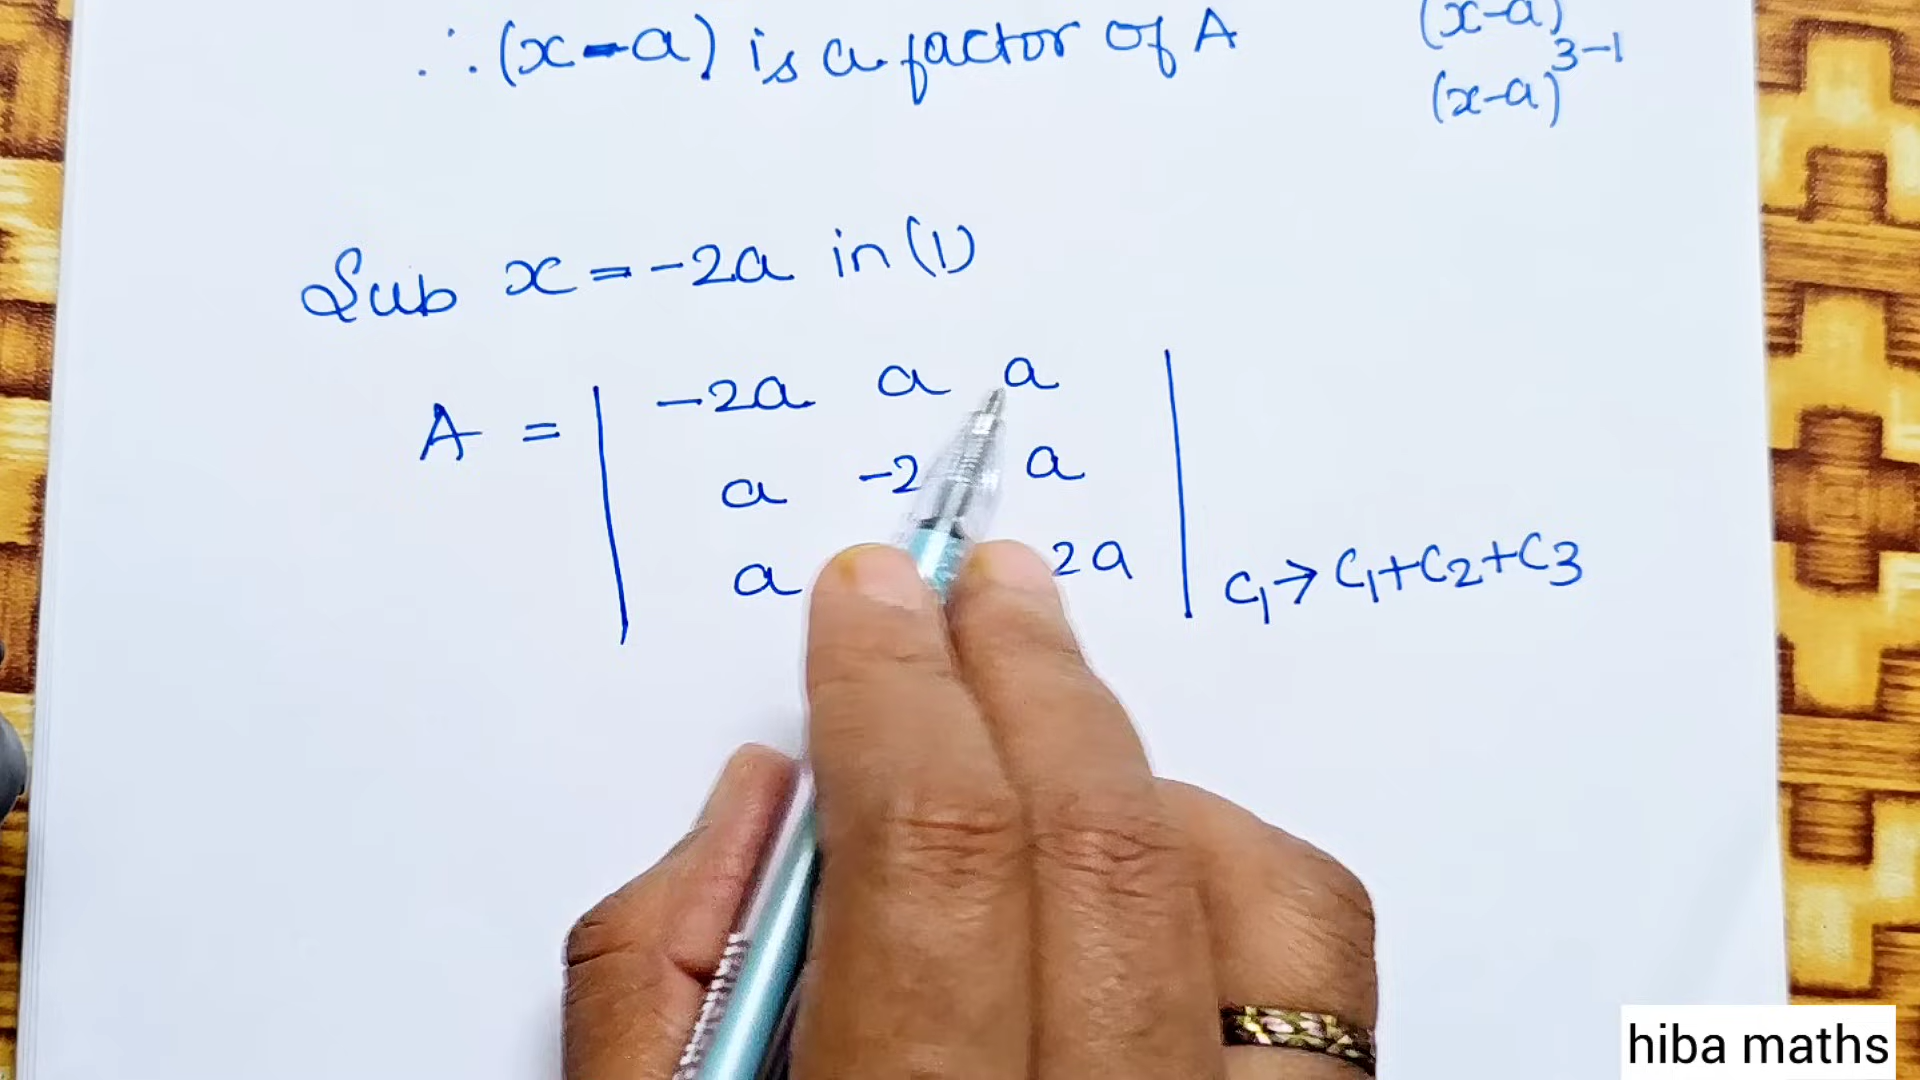 ∴ (x-a) is a factor of A
(x-a)
(x-a)^3-1
Sub x = -2a in (1)
A = | -2a a a |
a -2 a
a 2a
C1→ C1+C2+C3
hiba maths